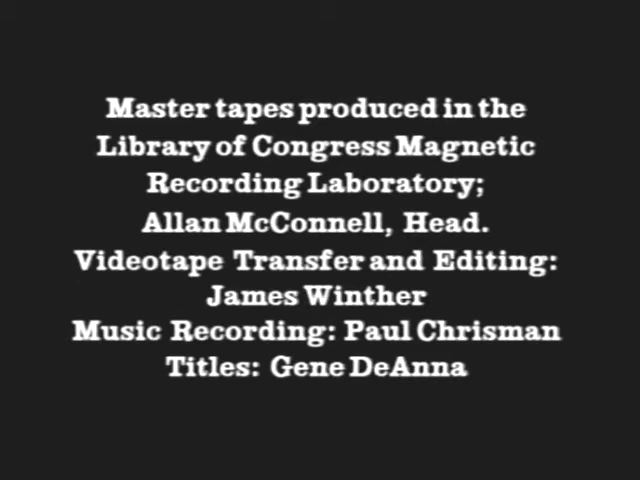 Master tapes produced in the
Library of Congress Magnetic
Recording Laboratory;
Allan McConnell, Head.
Videotape Transfer and Editing:
James Winther
Music Recording: Paul Chrisman
Titles: Gene DeAnna